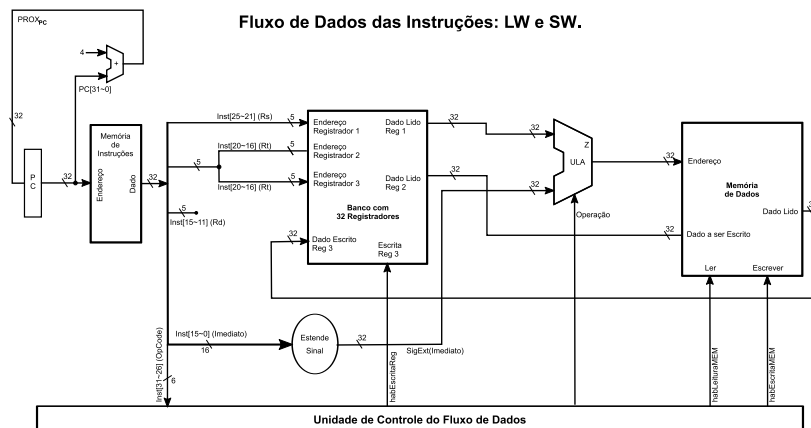 Fluxo de Dados das Instruções: LW e SW.
PROXPC
4
+
PC[31~0]
32
P
C
32
Memória
de
Instruções
Endereço
Dado
32
Inst[25~21] (Rs)
5
Inst[20~16] (Rt)
5
5
Inst[20~16] (Rt)
5
5
Inst[15~11] (Rd)
Endereço
Registrador 1
Endereço
Registrador 2
Endereço
Registrador 3
Dado Lido
Reg 1
Dado Lido
Reg 2
Banco com
32 Registradores
Dado Escrito
Reg 3
Escrita
Reg 3
32
32
32
32
32
Z
ULA
Operação
32
32
Endereço
Memória
de Dados
Dado Lido
3
Dado a ser Escrito
Ler
Escrever
Inst[15~0] (Imediato)
16
Estende
Sinal
32
SigExt(Imediato)
Inst[31~26] (OpCode)
6
habEscritaReg
habLeituraMEM
habEscritaMEM
Unidade de Controle do Fluxo de Dados